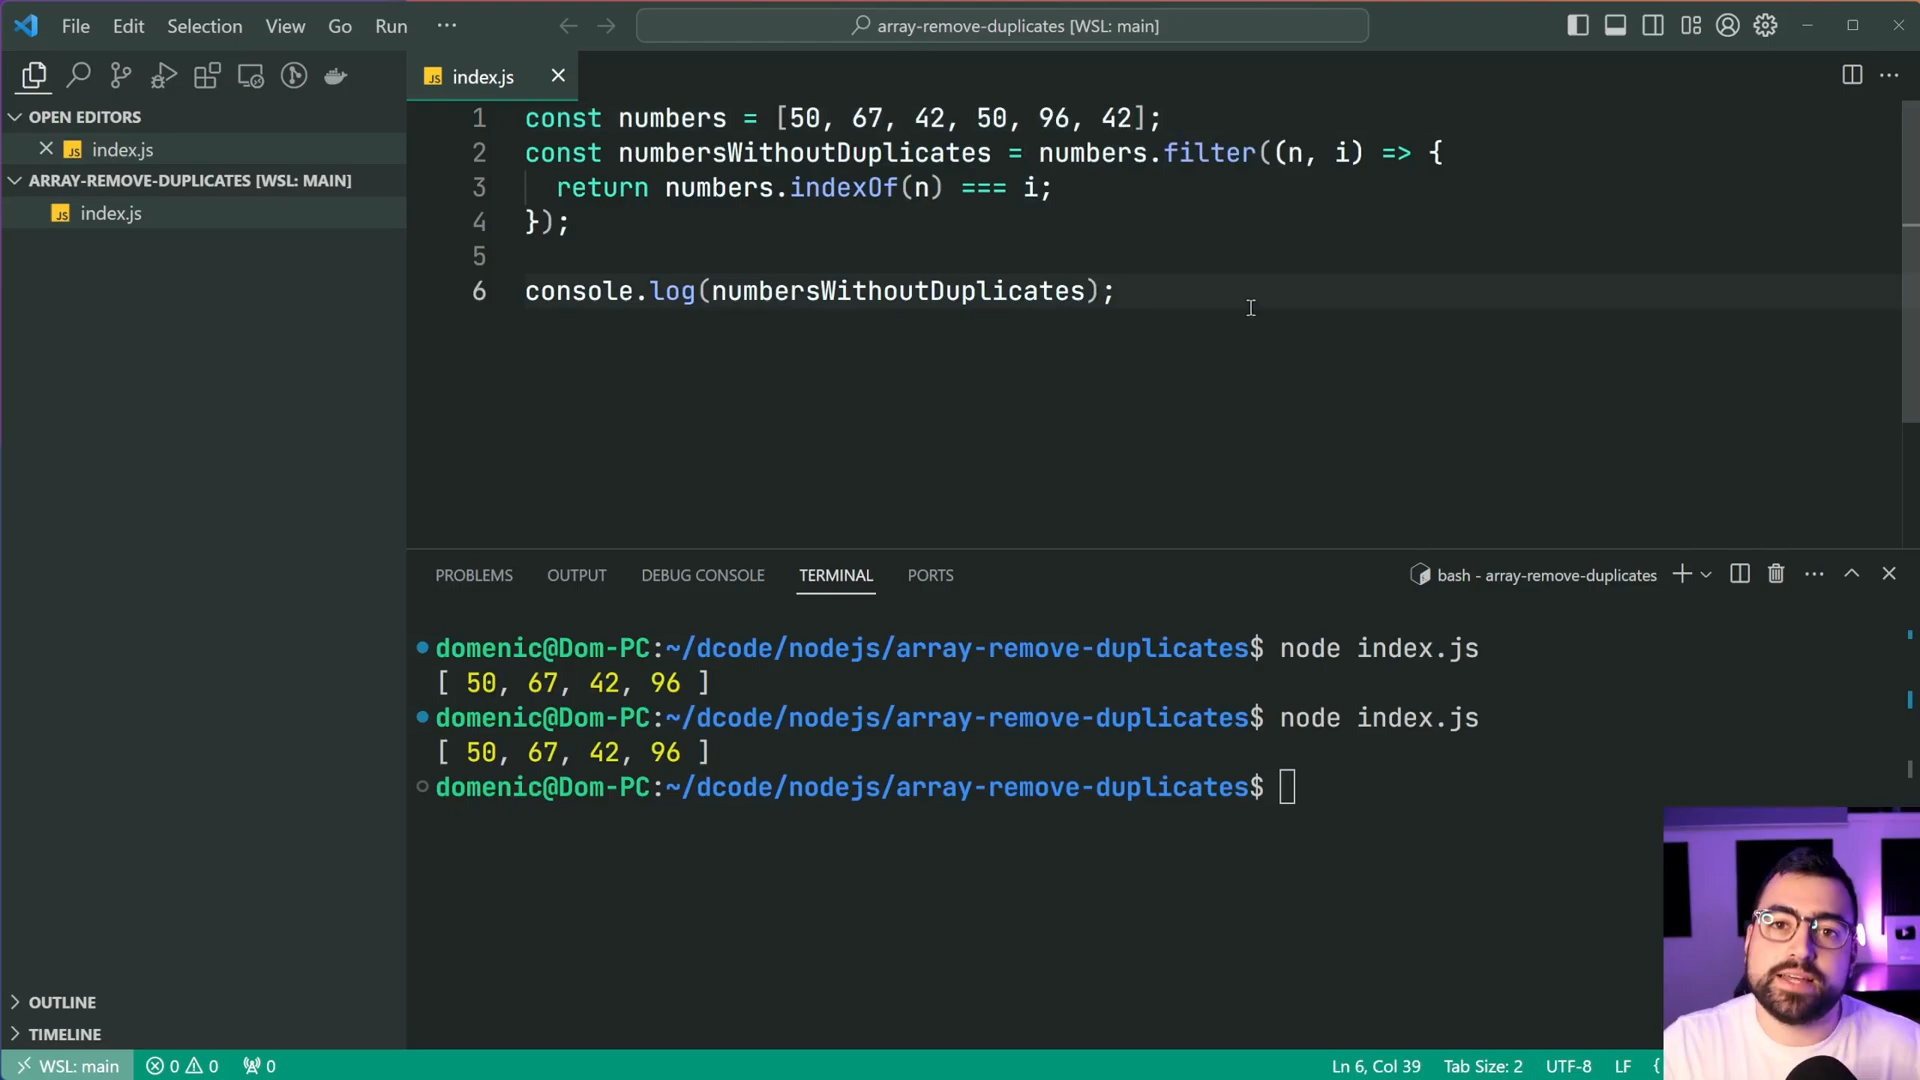 File Edit Selection View Go Run ··· array-remove-duplicates [WSL: main]
OPEN EDITORS
JS index.js
ARRAY-REMOVE-DUPLICATES [WSL: MAIN]
JS index.js
JS index.js
1 const numbers = [50, 67, 42, 50, 96, 42];
2 const numbersWithoutDuplicates = numbers.filter((n, i) => {
3 return numbers.indexOf(n) === i;
4 });
5
6 console.log(numbersWithoutDuplicates);
PROBLEMS OUTPUT DEBUG CONSOLE TERMINAL PORTS bash - array-remove-duplicates
domenic@Dom-PC:~/dcode/nodejs/array-remove-duplicates$ node index.js
[ 50, 67, 42, 96 ]
domenic@Dom-PC:~/dcode/nodejs/array-remove-duplicates$ node index.js
[ 50, 67, 42, 96 ]
domenic@Dom-PC:~/dcode/nodejs/array-remove-duplicates$
OUTLINE
TIMELINE
WSL: main 0 0 0 Ln 6, Col 39 Tab Size: 2 UTF-8 LF {